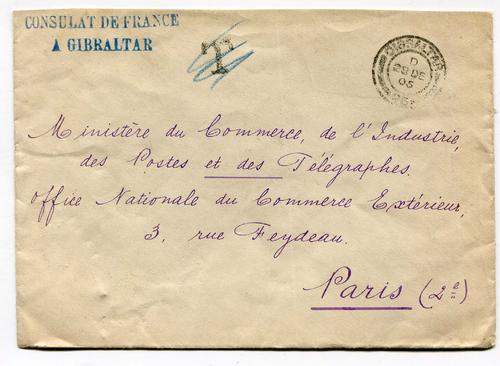 CONSULAT DE FRANCE
A GIBRALTAR
T
GIBRALTAR
D
28 DE
05
Ministère du Commerce, de l'Industrie,
des Postes et des Télégraphes.
Office Nationale du Commerce Extérieur,
3, rue Feydeau.
Paris (2e)